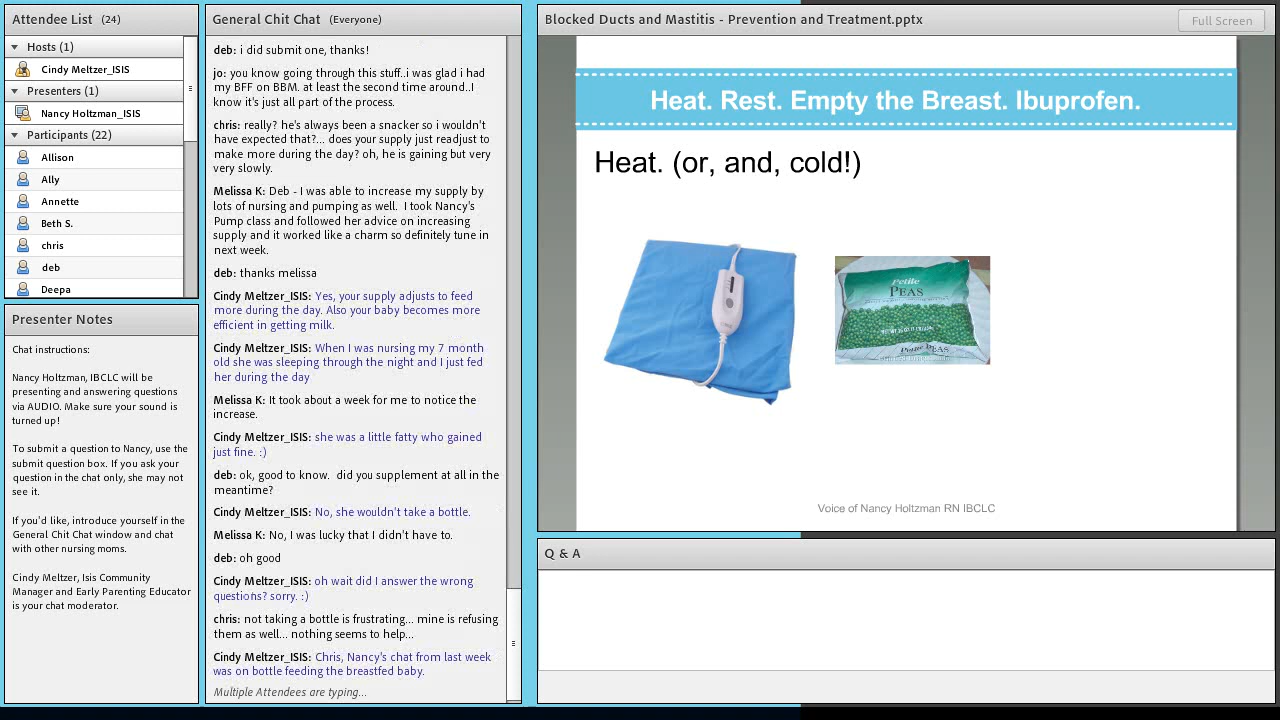 Attendee List (24)
Hosts (1)
Cindy Meltzer_ISIS
Presenters (1)
Nancy Holtzman_ISIS
Participants (22)
Allison
Ally
Annette
Beth S.
chris
deb
Deepa
Presenter Notes
Chat instructions:
Nancy Holtzman, IBCLC will be
presenting and answering questions
via AUDIO. Make sure your sound is
turned up!
To submit a question to Nancy, use the
submit question box. If you ask your
question in the chat only, she may not
see it.
If you'd like, introduce yourself in the
General Chit Chat window and chat
with other nursing moms.
Cindy Meltzer, Isis Community
Manager and Early Parenting Educator
is your chat moderator.
General Chit Chat (Everyone)
deb: i did submit one, thanks!
jo: you know going through this stuff..i was glad i had
my BFF on BBM. at least the second time around..I
know it's just all part of the process.
chris: really? he's always been a snacker so i wouldn't
have expected that?... does your supply just readjust to
make more during the day? oh, he is gaining but very
very slowly.
Melissa K: Deb - I was able to increase my supply by
lots of nursing and pumping as well. I took Nancy's
Pump class and followed her advice on increasing
supply and it worked like a charm so definitely tune in
next week.
deb: thanks melissa
Cindy Meltzer_ISIS: Yes, your supply adjusts to feed
more during the day. Also your baby becomes more
efficient in getting milk.
Cindy Meltzer_ISIS: When I was nursing my 7 month
old she was sleeping through the night and I just fed
her during the day
Melissa K: It took about a week for me to notice the
increase.
Cindy Meltzer_ISIS: she was a little fatty who gained
just fine. :)
deb: ok, good to know. did you supplement at all in the
meantime?
Cindy Meltzer_ISIS: No, she wouldn't take a bottle.
Melissa K: No, I was lucky that I didn't have to.
deb: oh good
Cindy Meltzer_ISIS: oh wait did I answer the wrong
questions? sorry. :)
chris: not taking a bottle is frustrating... mine is refusing
them as well... nothing seems to help...
Cindy Meltzer_ISIS: Chris, Nancy's chat from last week
was on bottle feeding the breastfed baby.
Multiple Attendees are typing...
Blocked Ducts and Mastitis - Prevention and Treatment.pptx
Full Screen
Heat. Rest. Empty the Breast. Ibuprofen.
Heat. (or, and, cold!)
Petite
PEAS
Petite PEAS
Voice of Nancy Holtzman RN IBCLC
Q & A